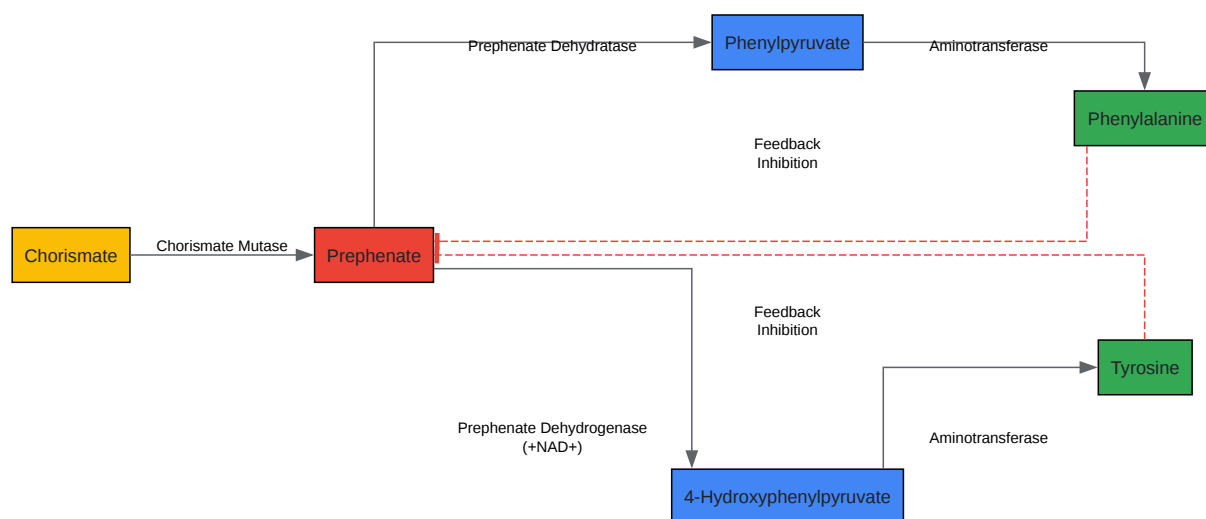 Phenylpyruvate
Prephenate Dehydratase
Aminotransferase
Phenylalanine
Feedback
Inhibition
Chorismate
Chorismate Mutase
Prephenate
Feedback
Inhibition
Tyrosine
Prephenate Dehydrogenase
(+NAD+)
Aminotransferase
4-Hydroxyphenylpyruvate